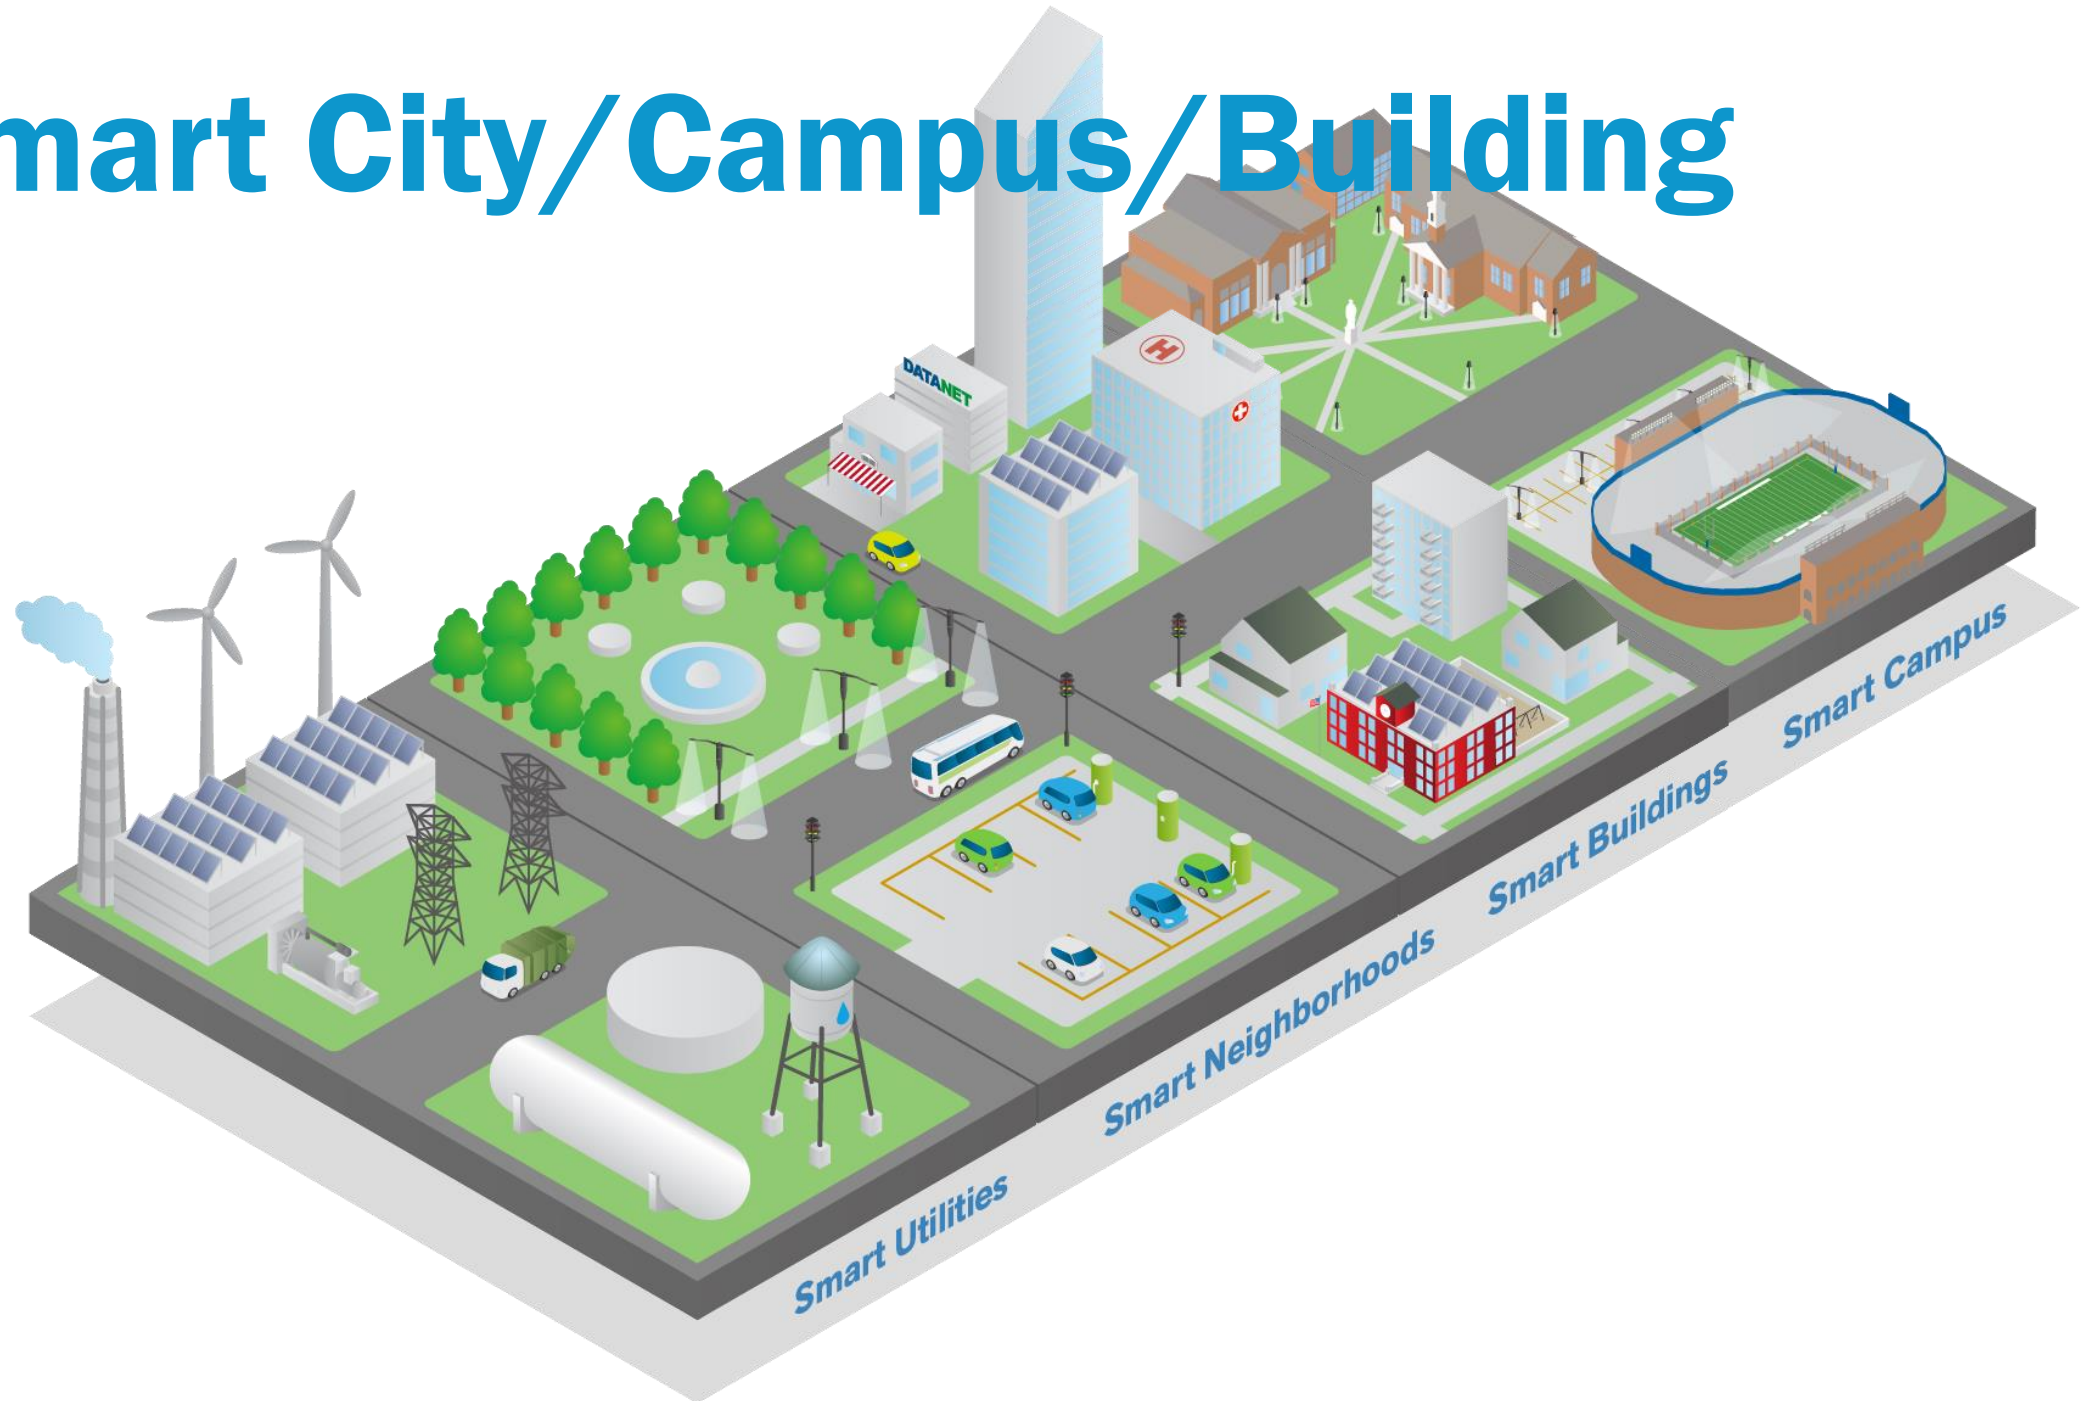 mart City/Campus/Building
H
DATANET
Smart Campus
Smart Buildings
Smart Neighborhoods
Smart Utilities